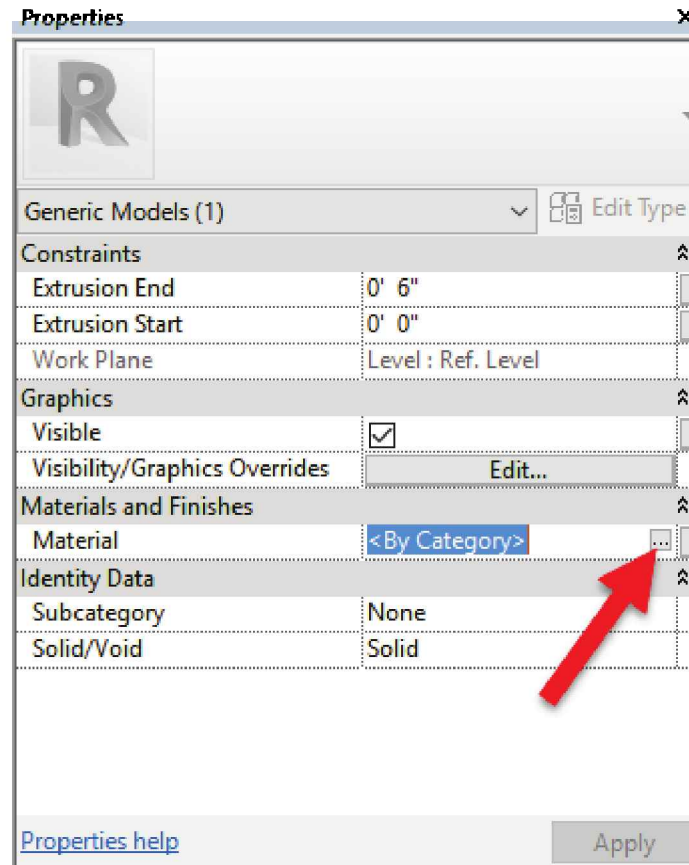 Properties
R
Generic Models (1) Edit Type
Constraints
Extrusion End 0' 6"
Extrusion Start 0' 0"
Work Plane Level : Ref. Level
Graphics
Visible
Visibility/Graphics Overrides Edit...
Materials and Finishes
Material <By Category> ...
Identity Data
Subcategory None
Solid/Void Solid
Properties help Apply